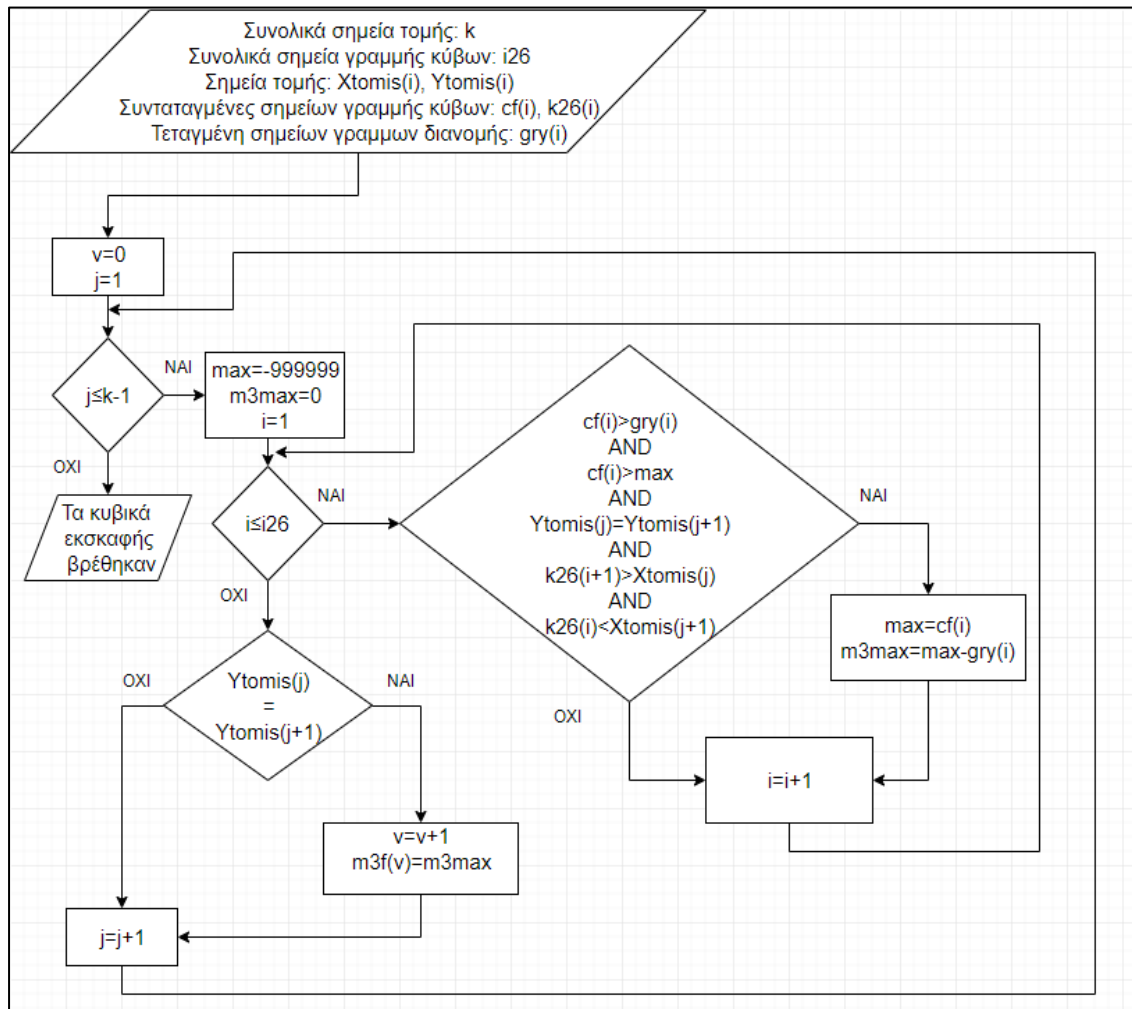 Συνολικά σημεία τομής: k
Συνολικά σημεία γραμμής κύβων: i26
Σημεία τομής: Xtomis(i), Ytomis(i)
Συνταταγμένες σημείων γραμμής κύβων: cf(i), k26(i)
Τεταγμένη σημείων γραμμων διανομής: gry(i)
v=0
j=1
j≤k-1
ΝΑΙ
max=-999999
m3max=0
i=1
ΟΧΙ
Τα κυβικά
εκσκαφής
βρέθηκαν
i≤i26
ΝΑΙ
cf(i)>gry(i)
AND
cf(i)>max
AND
Ytomis(j)=Ytomis(j+1)
AND
k26(i+1)>Xtomis(j)
AND
k26(i)<Xtomis(j+1)
ΝΑΙ
max=cf(i)
m3max=max-gry(i)
ΟΧΙ
i=i+1
ΟΧΙ
Ytomis(j)
=
Ytomis(j+1)
ΟΧΙ
ΝΑΙ
v=v+1
m3f(v)=m3max
j=j+1